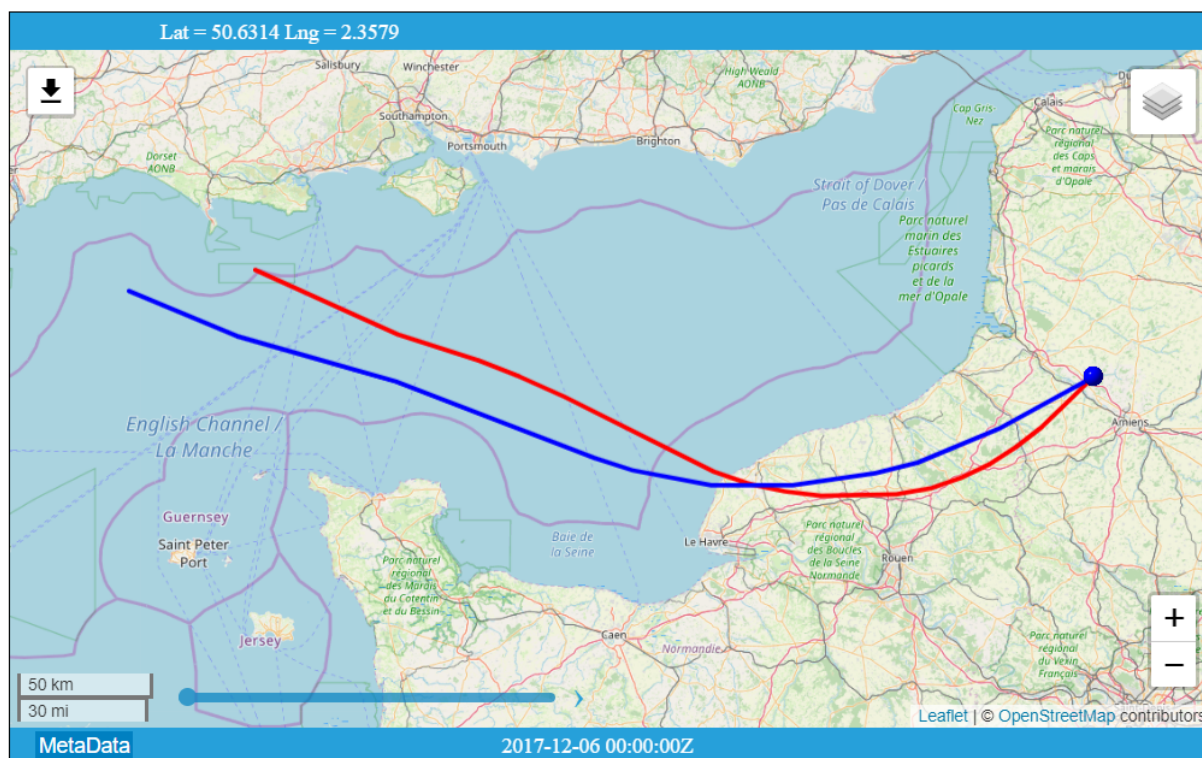 Lat = 50.6314 Lng = 2.3579
Salisbury
Winchester
High Weald
AONB
Calais
Cap Gris-
Nez
Southampton
Portsmouth
Brighton
Parc naturel
régional
des Caps
et marais
d'Opale
Dorset
AONB
Strait of Dover /
Pas de Calais
Parc naturel
marin des
Estuaires
picards
et de la
mer d'Opale
English Channel /
La Manche
Amiens
Guernsey
Saint Peter
Port
Baie de
la Seine
Le Havre
Parc naturel
régional
des Boucles
de la Seine
Normande
Rouen
Parc naturel
régional
des Marais
du Cotentin
et du Bessin
Jersey
Caen
Normandie
Parc naturel
régional
du Vexin
Français
+
−
50 km
30 mi
Leaflet | © OpenStreetMap contributors
MetaData
2017-12-06 00:00:00Z